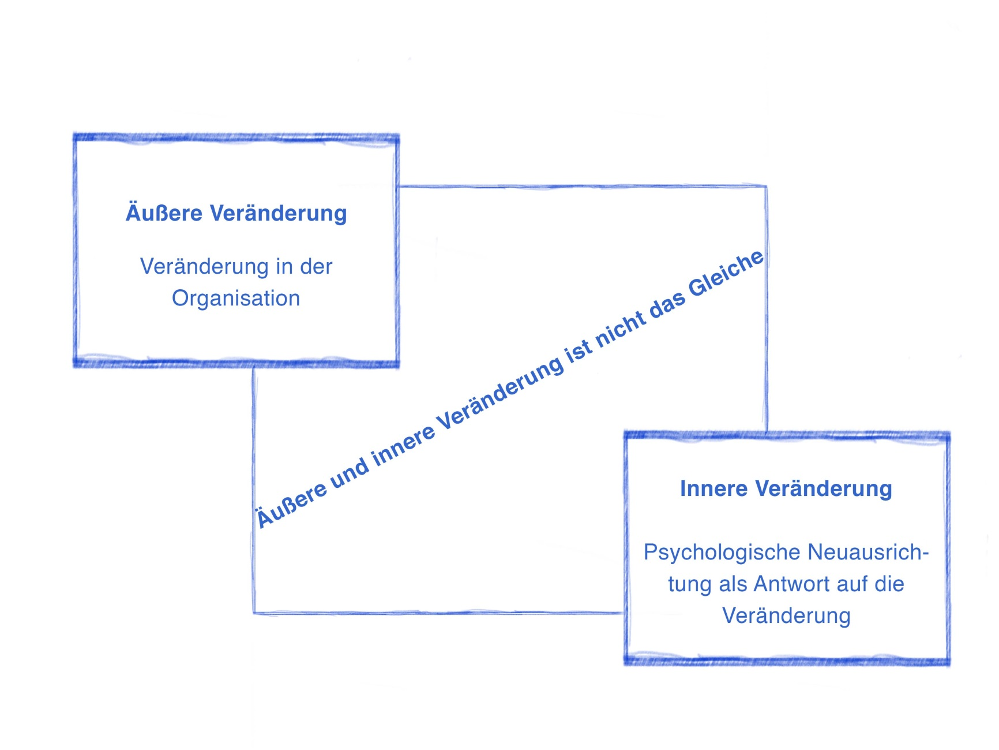 Äußere Veränderung
Veränderung in der
Organisation
Äußere und innere Veränderung ist nicht das Gleiche
Innere Veränderung
Psychologische Neuausrich-
tung als Antwort auf die
Veränderung